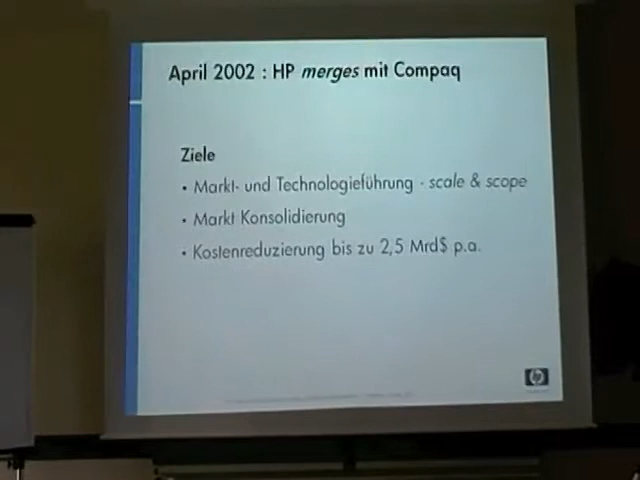 April 2002 : HP merges mit Compaq
Ziele
• Markt- und Technologieführung - scale & scope
• Markt Konsolidierung
• Kostenreduzierung bis zu 2,5 Mrd$ p.a.
hp